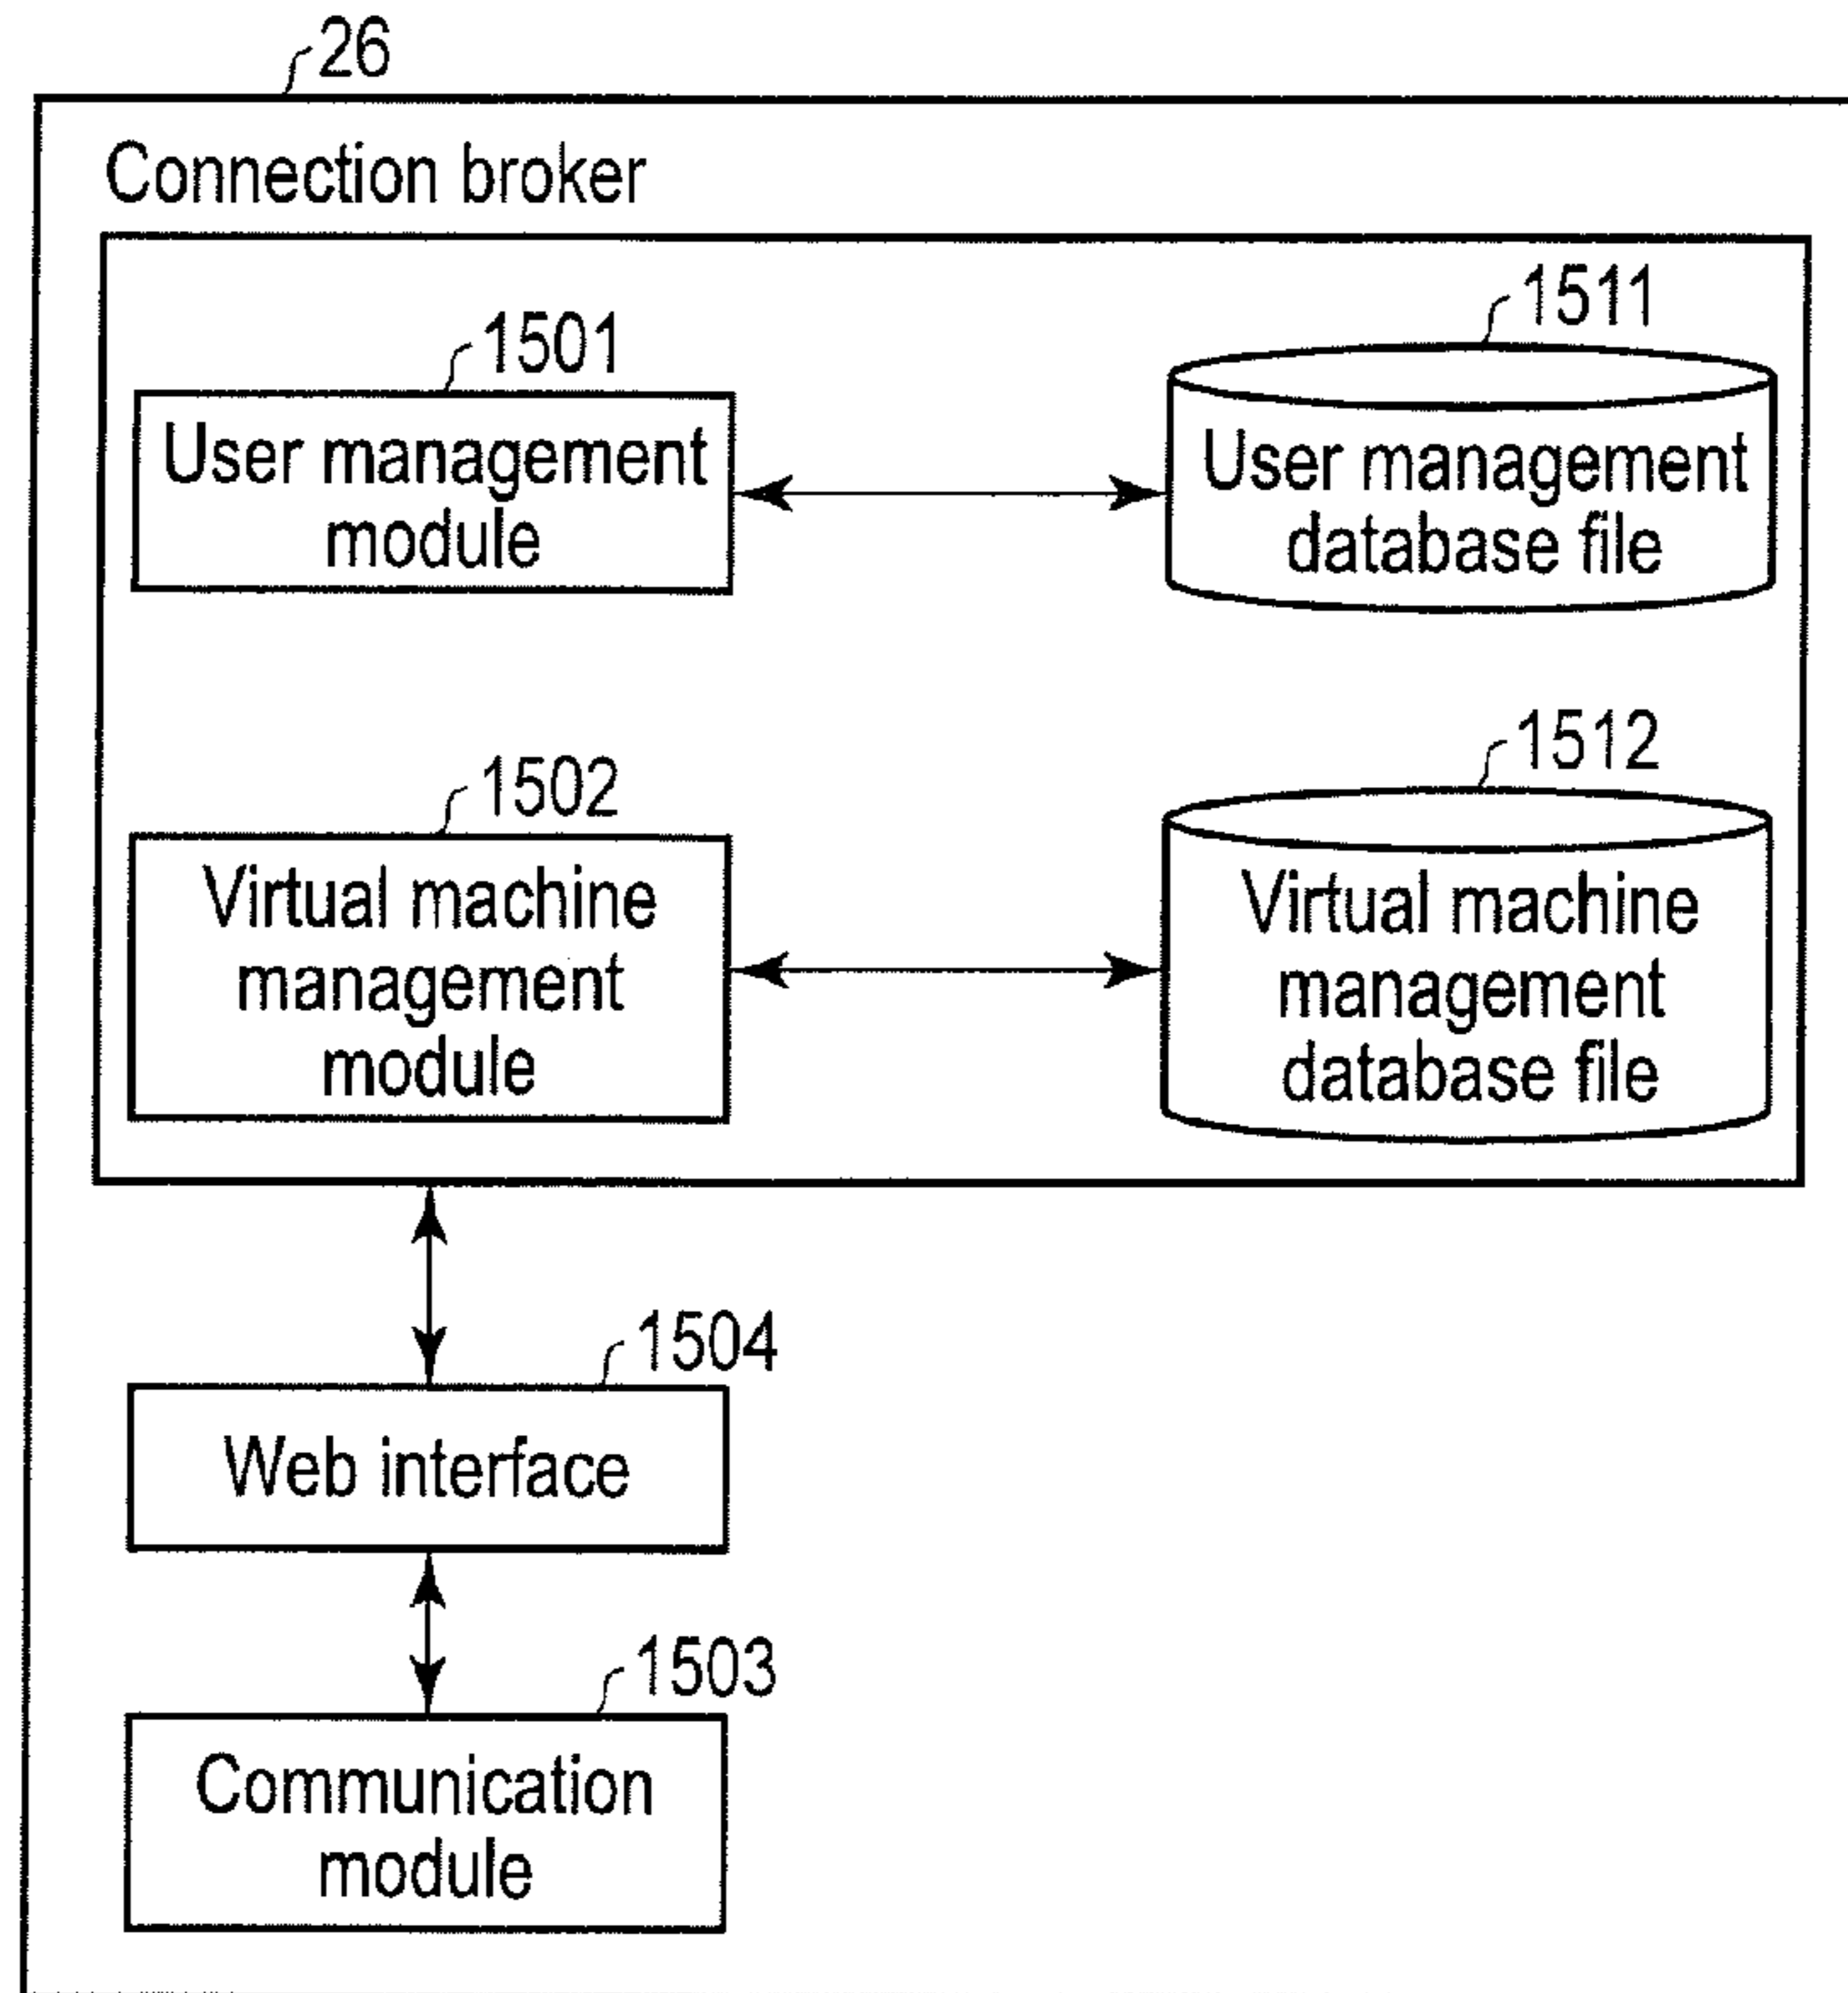 26
Connection broker
1501
User management
module
1511
User management
database file
1502
Virtual machine
management
module
1512
Virtual machine
management
database file
1504
Web interface
1503
Communication
module